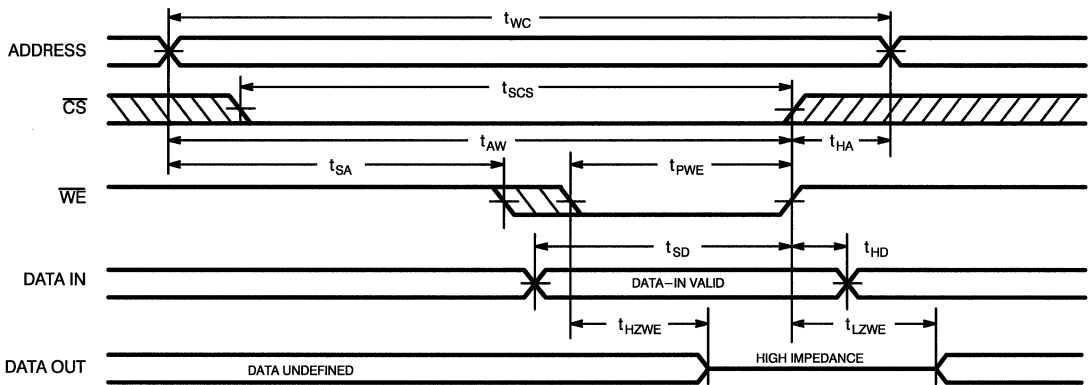 tWC
ADDRESS
tSCS
CS
tAW
tHA
tSA
tPWE
WE
tSD
tHD
DATA IN
DATA–IN VALID
tHZWE
tLZWE
DATA OUT
DATA UNDEFINED
HIGH IMPEDANCE